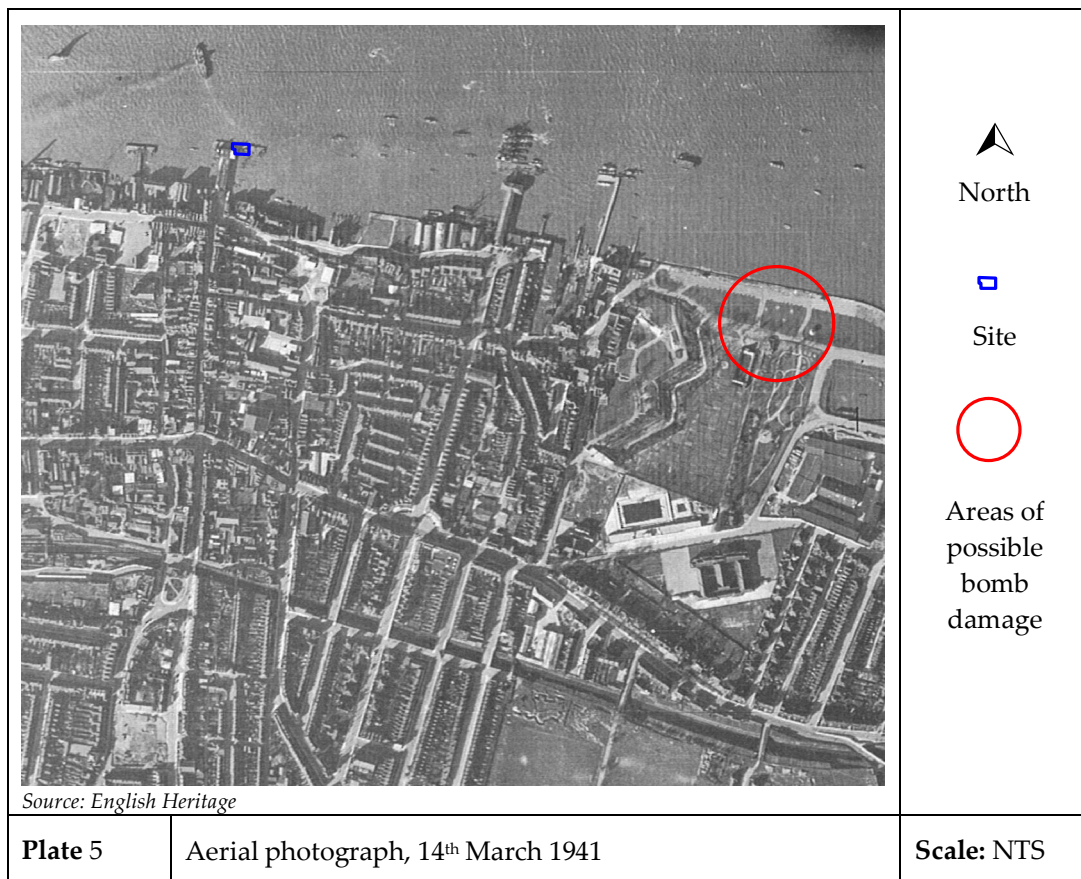 North
Site
Areas of
possible
bomb
damage
Source: English Heritage
Plate 5
Aerial photograph, 14th March 1941
Scale: NTS